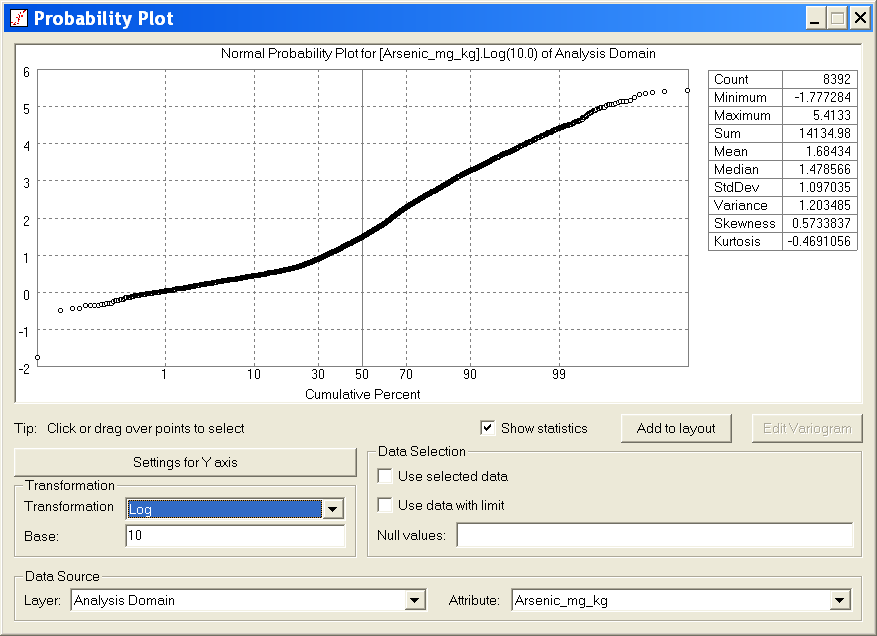 Probability Plot
Normal Probability Plot for [Arsenic_mg_kg].Log(10.0) of Analysis Domain
6
5
4
3
2
1
0
-1
-2
1 10 30 50 70 90 99
Cumulative Percent
Count 8392
Minimum -1.777284
Maximum 5.4133
Sum 14134.98
Mean 1.68434
Median 1.478566
StdDev 1.097035
Variance 1.203485
Skewness 0.5733837
Kurtosis -0.4691056
Tip: Click or drag over points to select
Show statistics
Add to layout
Edit Variogram
Settings for Y axis
Transformation
Transformation Log
Base: 10
Data Selection
Use selected data
Use data with limit
Null values:
Data Source
Layer: Analysis Domain Attribute: Arsenic_mg_kg